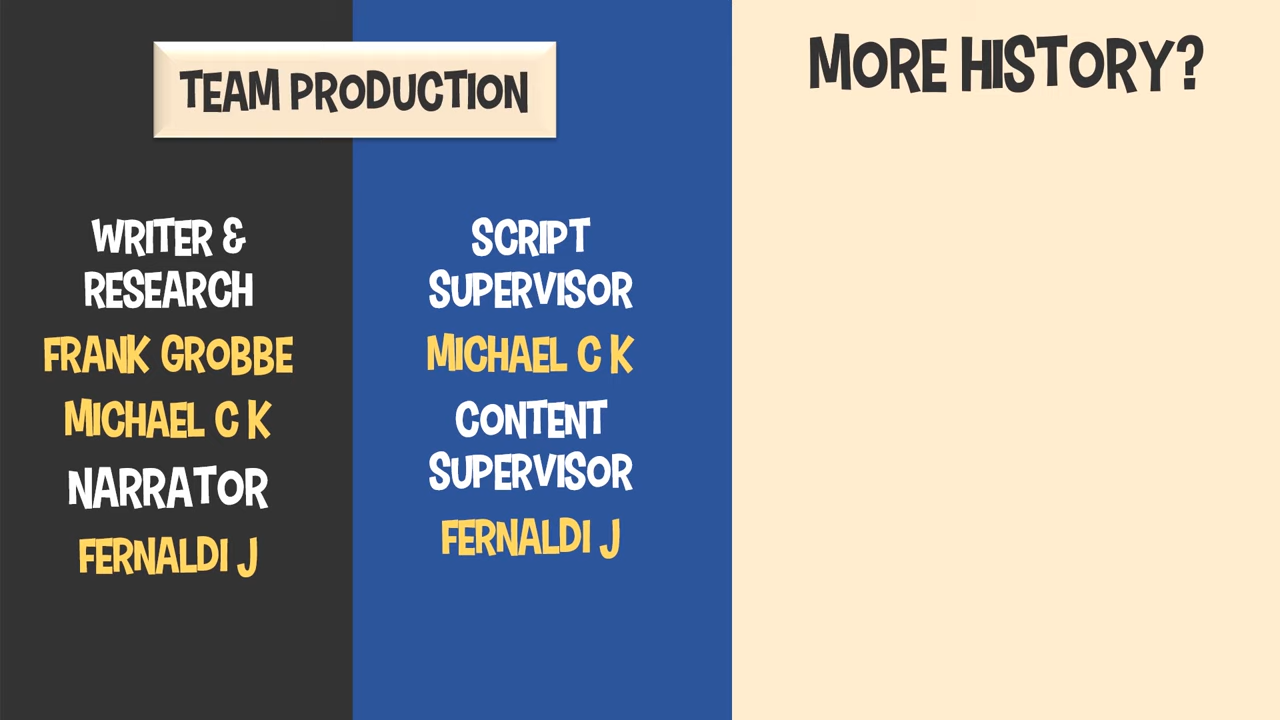 TEAM PRODUCTION
WRITER &
RESEARCH
FRANK GROBBE
MICHAEL C K
NARRATOR
FERNALDI J
SCRIPT
SUPERVISOR
MICHAEL C K
CONTENT
SUPERVISOR
FERNALDI J
MORE HISTORY?